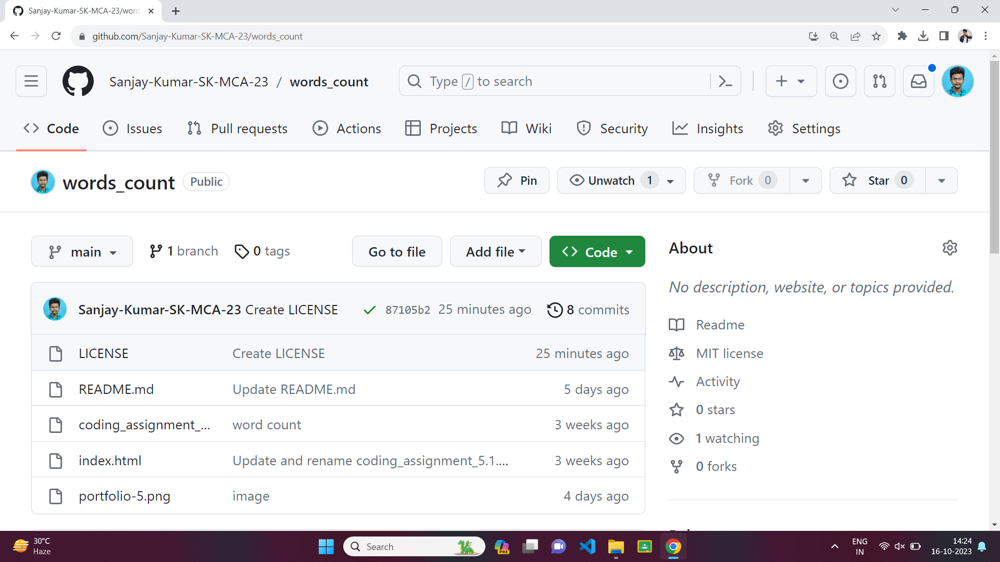 Sanjay-Kumar-SK-MCA-23/word
github.com/Sanjay-Kumar-SK-MCA-23/words_count
Sanjay-Kumar-SK-MCA-23 / words_count
Type / to search
Code Issues Pull requests Actions Projects Wiki Security Insights Settings
words_count Public
Pin Unwatch 1 Fork 0 Star 0
main 1 branch 0 tags Go to file Add file Code
About
No description, website, or topics provided.
Sanjay-Kumar-SK-MCA-23 Create LICENSE 87105b2 25 minutes ago 8 commits
LICENSE Create LICENSE 25 minutes ago
README.md Update README.md 5 days ago
coding_assignment_... word count 3 weeks ago
index.html Update and rename coding_assignment_5.1.... 3 weeks ago
portfolio-5.png image 4 days ago
Readme
MIT license
Activity
0 stars
1 watching
0 forks
30°C
Haze
Search
PRE
ENG
IN
14:24
16-10-2023